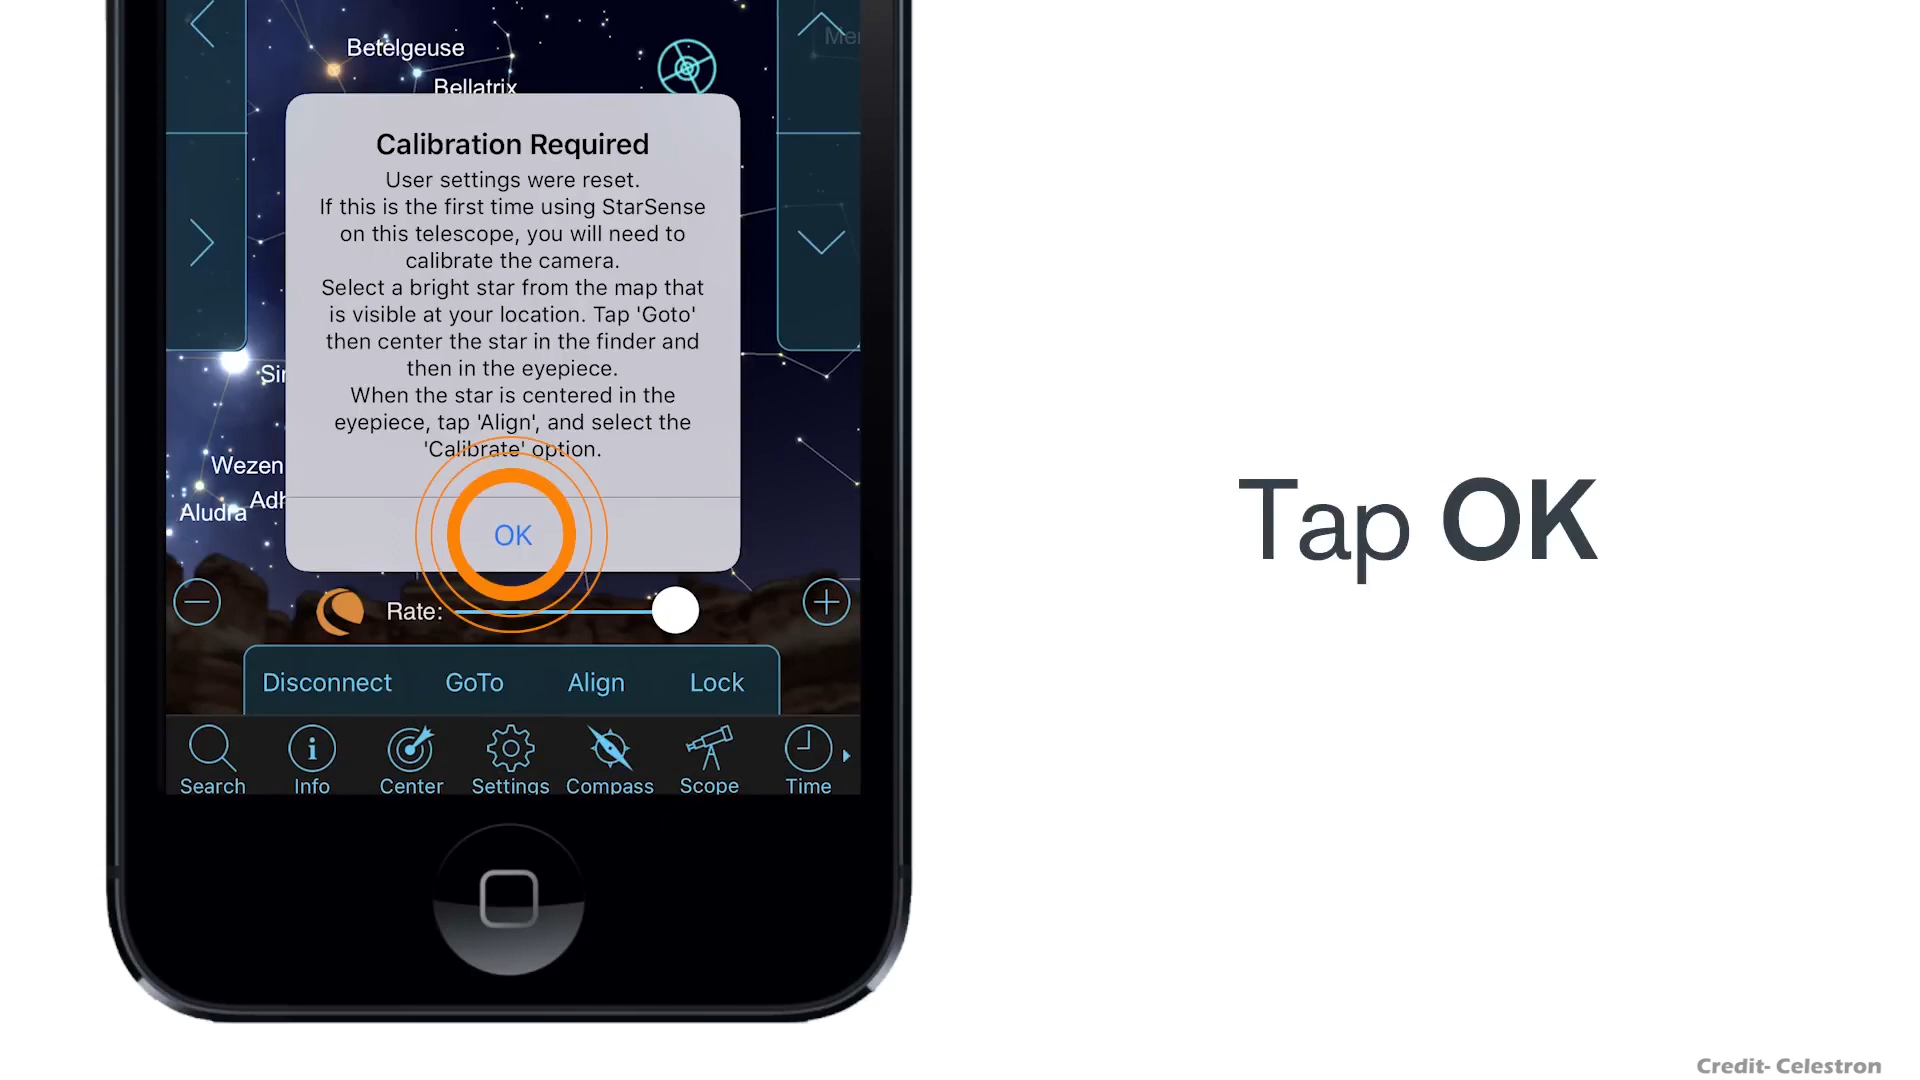 Betelgeuse
Bellatrix
Calibration Required
User settings were reset.
If this is the first time using StarSense
on this telescope, you will need to
calibrate the camera.
Select a bright star from the map that
is visible at your location. Tap 'Goto'
then center the star in the finder and
then in the eyepiece.
When the star is centered in the
eyepiece, tap 'Align', and select the
'Calibrate' option.
OK
Wezen
Aludra
Rate:
Disconnect GoTo Align Lock
Search Info Center Settings Compass Scope Time
Tap OK
Credit- Celestron